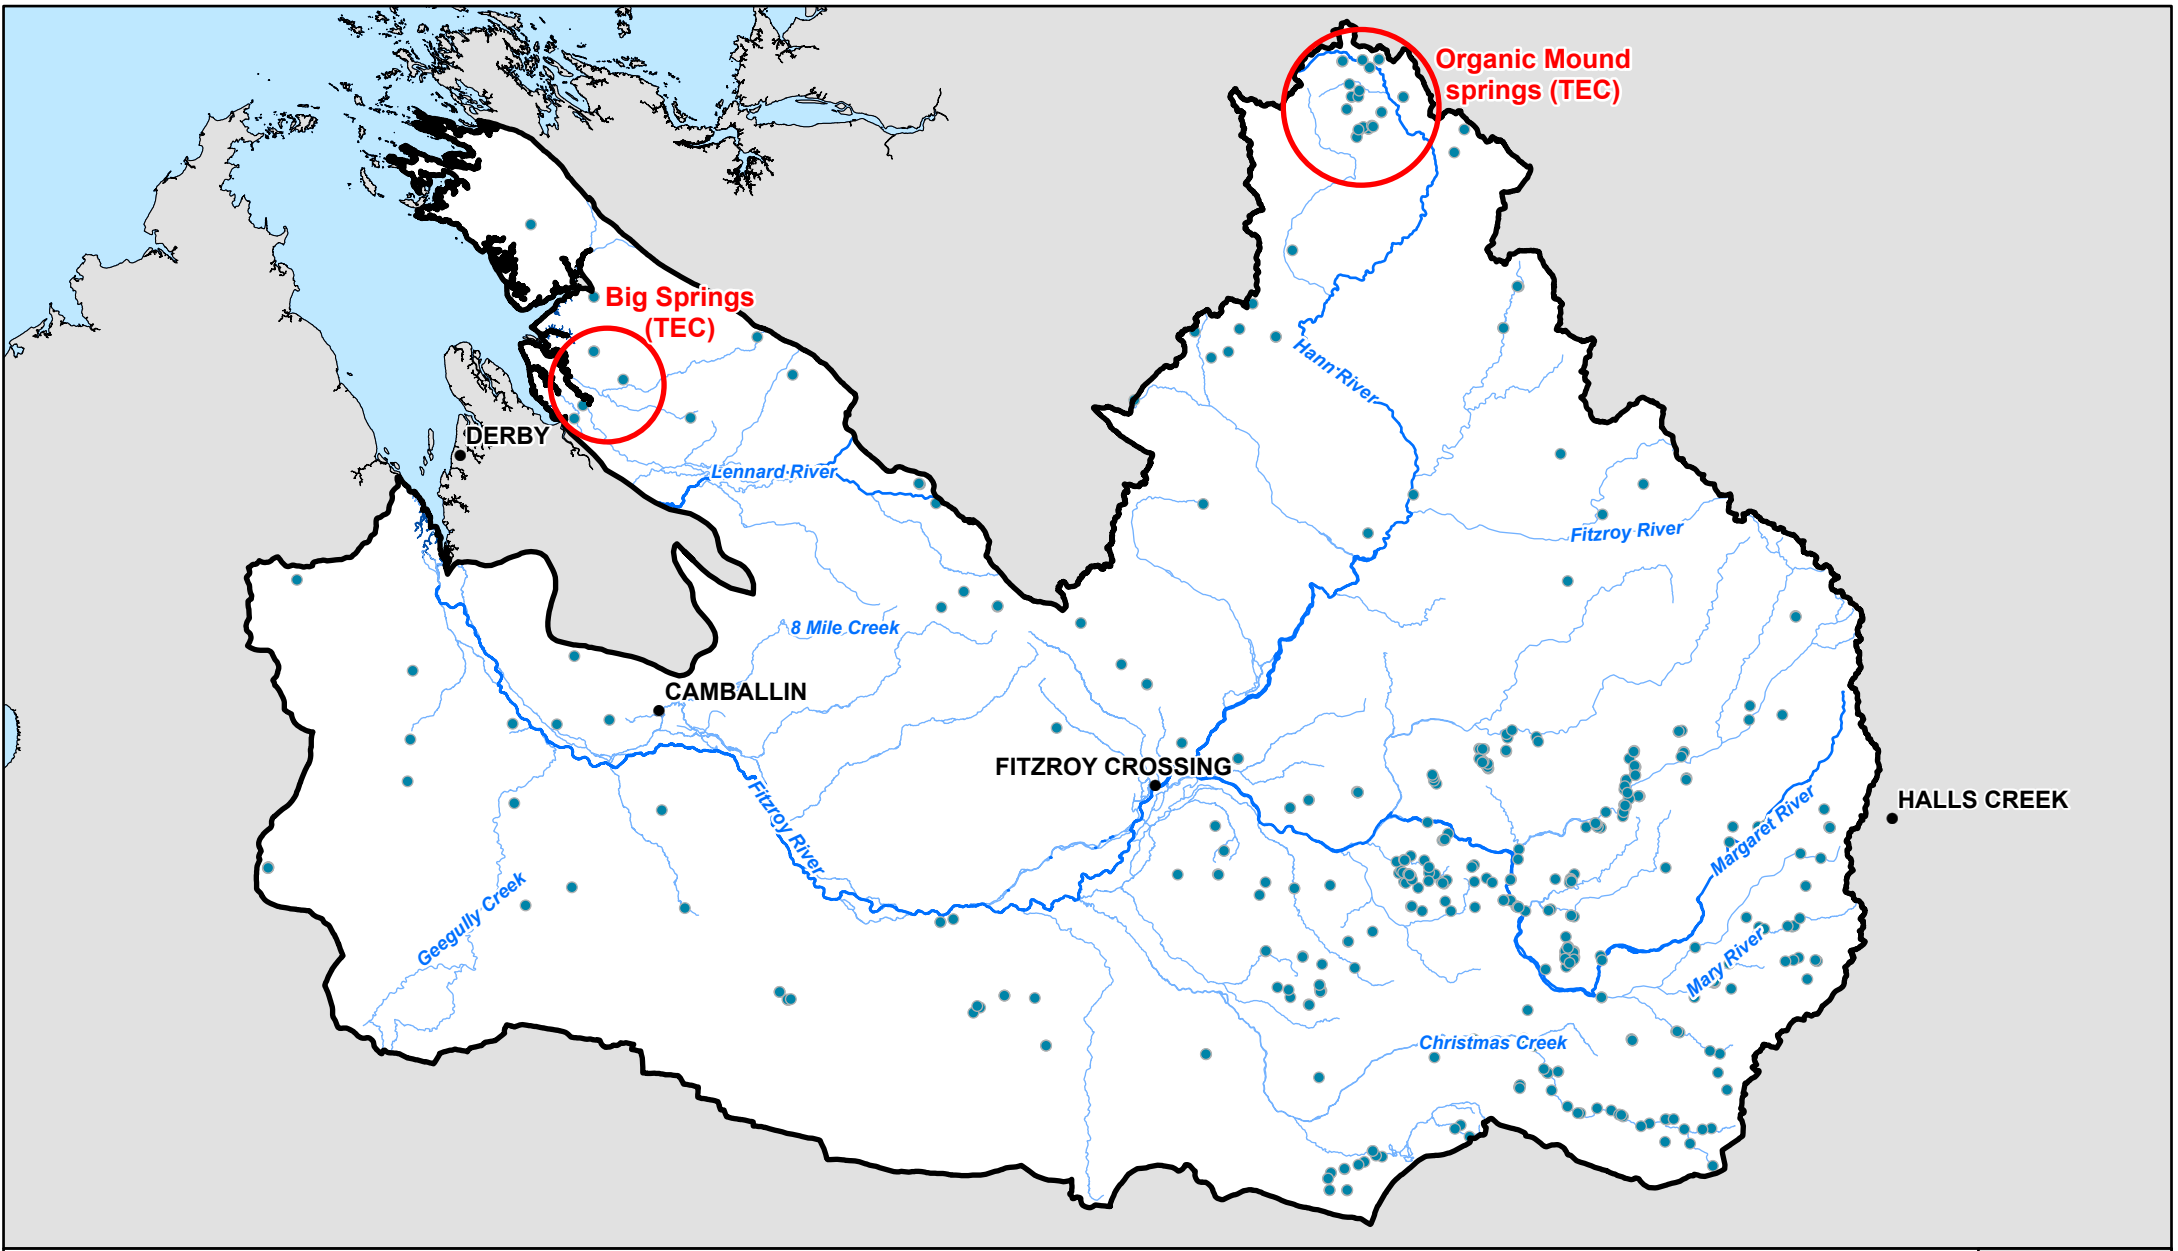 Organic Mound
springs (TEC)
Big Springs
(TEC)
Hann River
DERBY
Lennard River
Fitzroy River
8 Mile Creek
CAMBALLIN
FITZROY CROSSING
HALLS CREEK
Fitzroy River
Margaret River
Geegully Creek
Mary River
Christmas Creek